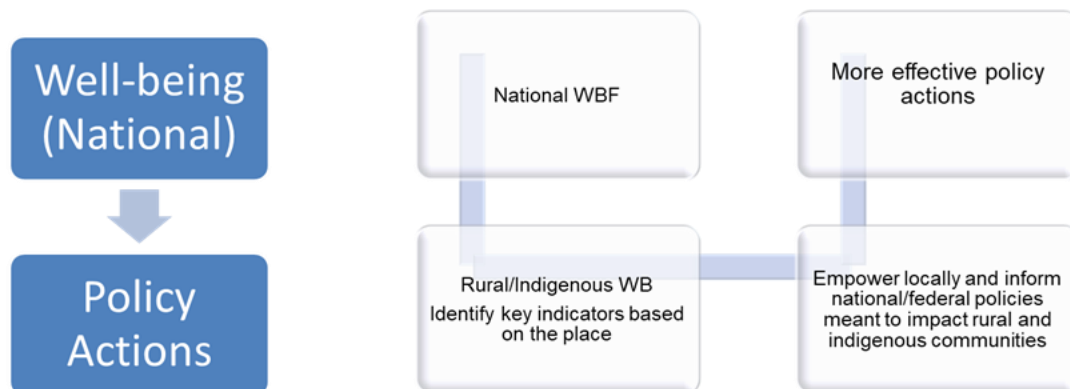 Well-being
(National)
Policy
Actions
National WBF
Rural/Indigenous WB
Identify key indicators based
on the place
Empower locally and inform
national/federal policies
meant to impact rural and
indigenous communities
More effective policy
actions